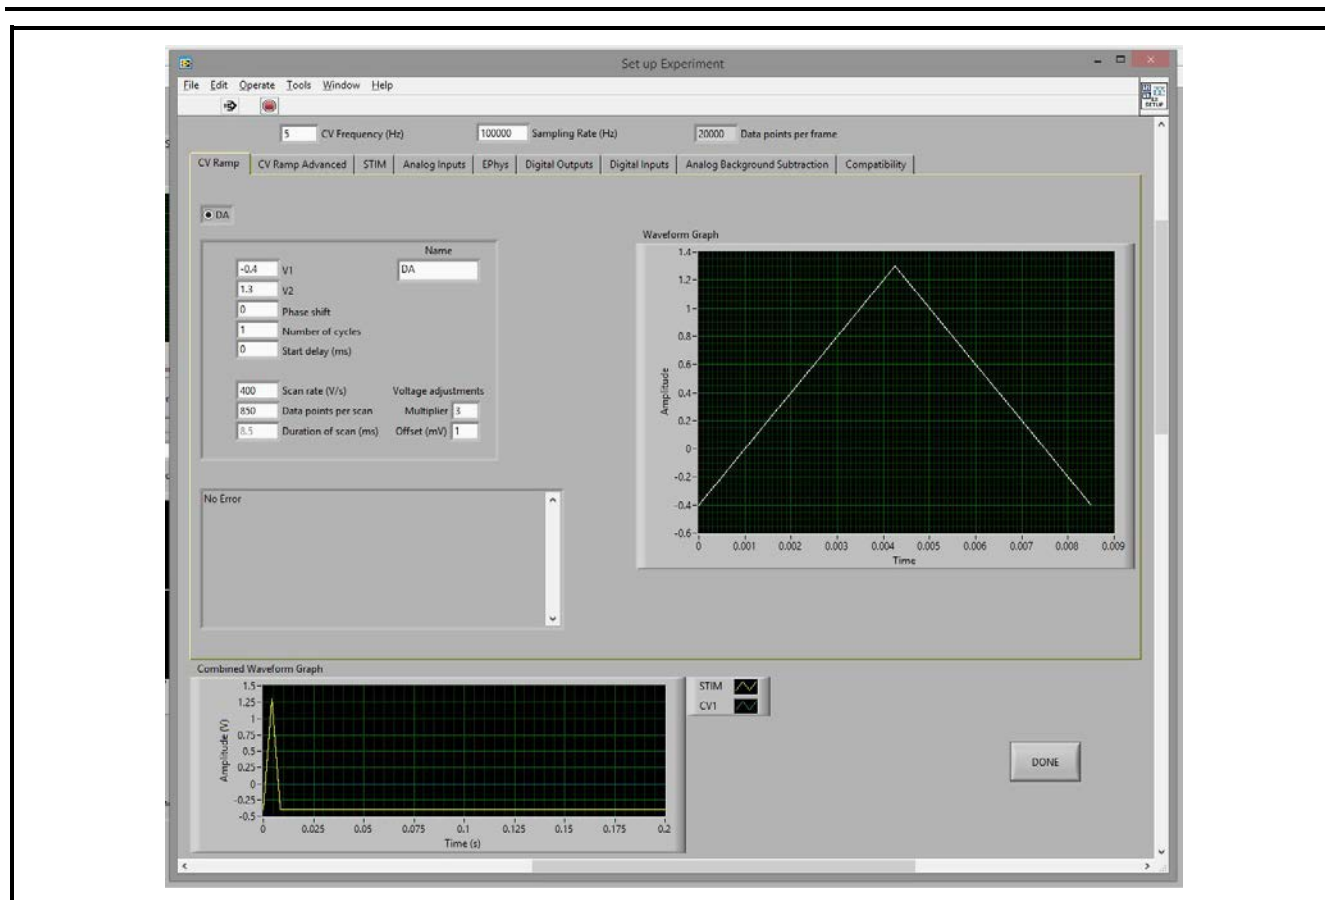 Set up Experiment
File Edit Operate Tools Window Help
SETUP
5 CV Frequency (Hz) 100000 Sampling Rate (Hz) 20000 Data points per frame
CV Ramp CV Ramp Advanced STIM Analog Inputs EPhys Digital Outputs Digital Inputs Analog Background Subtraction Compatibility
DA
Name
-0.4 V1 DA
1.3 V2
0 Phase shift
1 Number of cycles
0 Start delay (ms)
400 Scan rate (V/s) Voltage adjustments
850 Data points per scan Multiplier 3
8.5 Duration of scan (ms) Offset (mV) 1
No Error
Waveform Graph
1.4
1.2
1
0.8
0.6
0.4
0.2
0
-0.2
-0.4
-0.6
Amplitude
0 0.001 0.002 0.003 0.004 0.005 0.006 0.007 0.008 0.009
Time
Combined Waveform Graph
1.5
1.25
1
0.75
0.5
0.25
0
-0.25
-0.5
Amplitude (V)
0 0.025 0.05 0.075 0.1 0.125 0.15 0.175 0.2
Time (s)
STIM
CV1
DONE